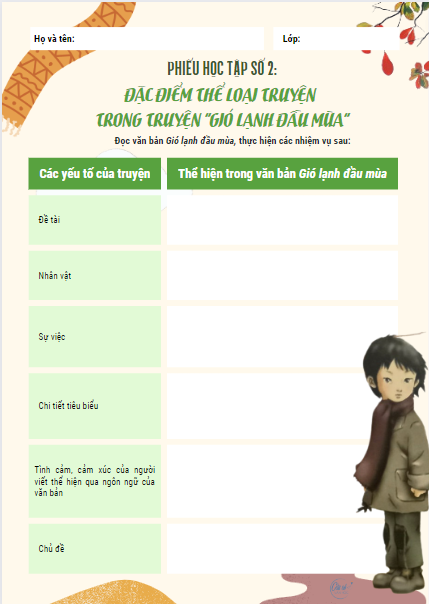 Họ và tên:
Lớp:
PHIẾU HỌC TẬP SỐ 2:
ĐẶC ĐIỂM THỂ LOẠI TRUYỆN
TRONG TRUYỆN "GIÓ LẠNH ĐẦU MÙA"
Đọc văn bản Gió lạnh đầu mùa, thực hiện các nhiệm vụ sau:
Các yếu tố của truyện
Thể hiện trong văn bản Gió lạnh đầu mùa
Đề tài
Nhân vật
Sự việc
Chi tiết tiêu biểu
Tình cảm, cảm xúc của người
viết thể hiện qua ngôn ngữ của
văn bản
Chủ đề